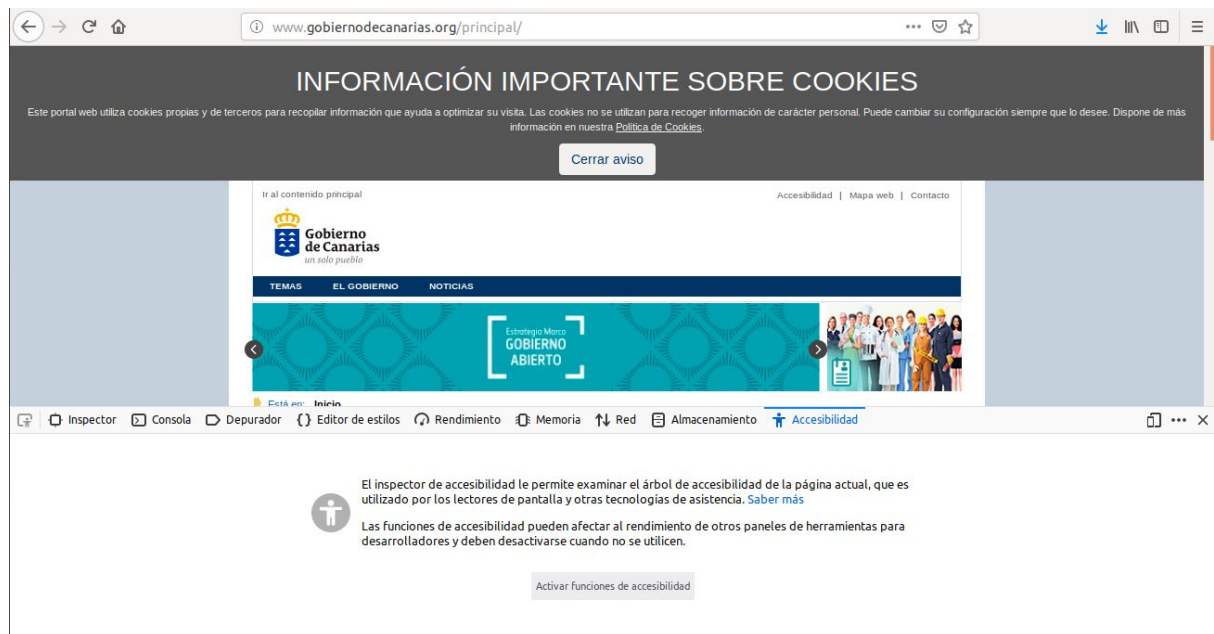 www.gobiernodecanarias.org/principal/
INFORMACIÓN IMPORTANTE SOBRE COOKIES
Este portal web utiliza cookies propias y de terceros para recopilar información que ayuda a optimizar su visita. Las cookies no se utilizan para recoger información de carácter personal. Puede cambiar su configuración siempre que lo desee. Dispone de más
información en nuestra Política de Cookies.
Cerrar aviso
Ir al contenido principal
Accesibilidad | Mapa web | Contacto
Gobierno
de Canarias
un solo pueblo
TEMAS EL GOBIERNO NOTICIAS
Estrategia Marco
GOBIERNO
ABIERTO
Está en: Inicio
Inspector Consola Depurador Editor de estilos Rendimiento Memoria Red Almacenamiento Accesibilidad
El inspector de accesibilidad le permite examinar el árbol de accesibilidad de la página actual, que es
utilizado por los lectores de pantalla y otras tecnologías de asistencia. Saber más
Las funciones de accesibilidad pueden afectar al rendimiento de otros paneles de herramientas para
desarrolladores y deben desactivarse cuando no se utilicen.
Activar funciones de accesibilidad